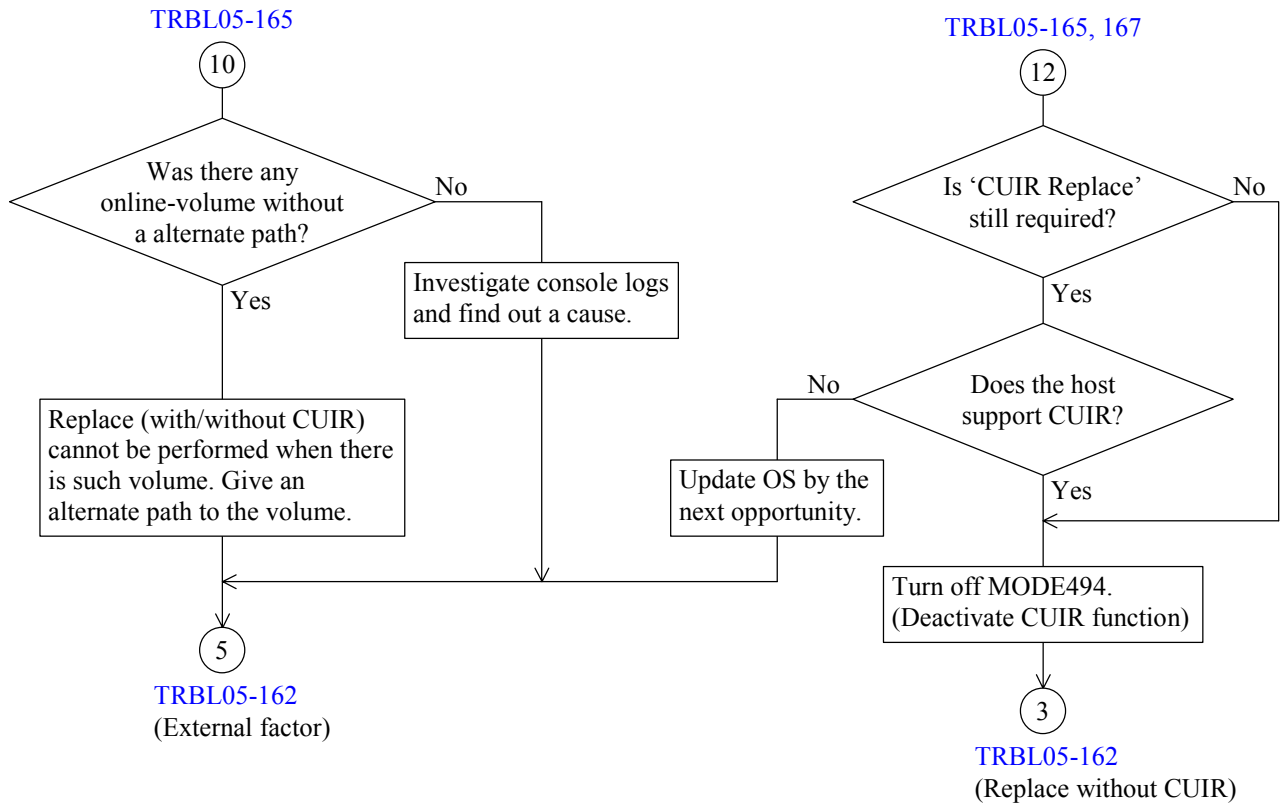 TRBL05-165
10
Was there any
online-volume without
a alternate path?
No
Yes
Investigate console logs
and find out a cause.
Replace (with/without CUIR)
cannot be performed when there
is such volume. Give an
alternate path to the volume.
5
TRBL05-162
(External factor)
TRBL05-165, 167
12
Is ‘CUIR Replace’
still required?
No
Yes
Does the host
support CUIR?
No
Yes
Update OS by the
next opportunity.
Turn off MODE494.
(Deactivate CUIR function)
3
TRBL05-162
(Replace without CUIR)